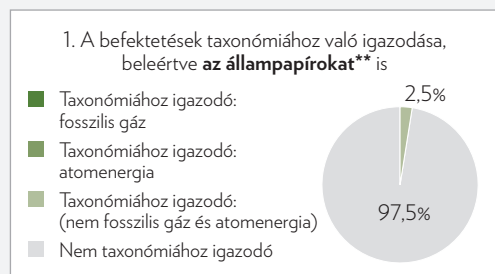 1. A befektetések taxonómiához való igazodása,
beleértve az állampapírokat** is
Taxonómiához igazodó:
fosszilis gáz
Taxonómiához igazodó:
atomenergia
Taxonómiához igazodó:
(nem fosszilis gáz és atomenergia)
Nem taxonómiához igazodó
2,5%
97,5%